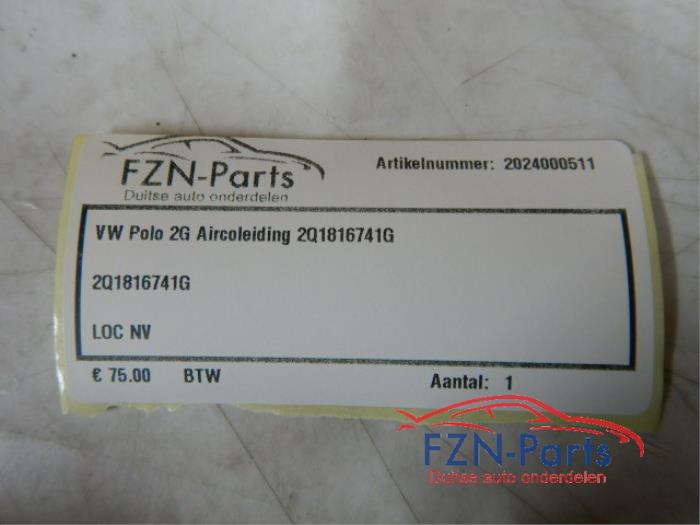 FZN-Parts
Duitse auto onderdelen
Artikelnummer: 2024000511
VW Polo 2G Aircoleiding 2Q1816741G
2Q1816741G
LOC NV
€ 75.00 BTW Aantal: 1
FZN-Parts
Duitse auto onderdelen